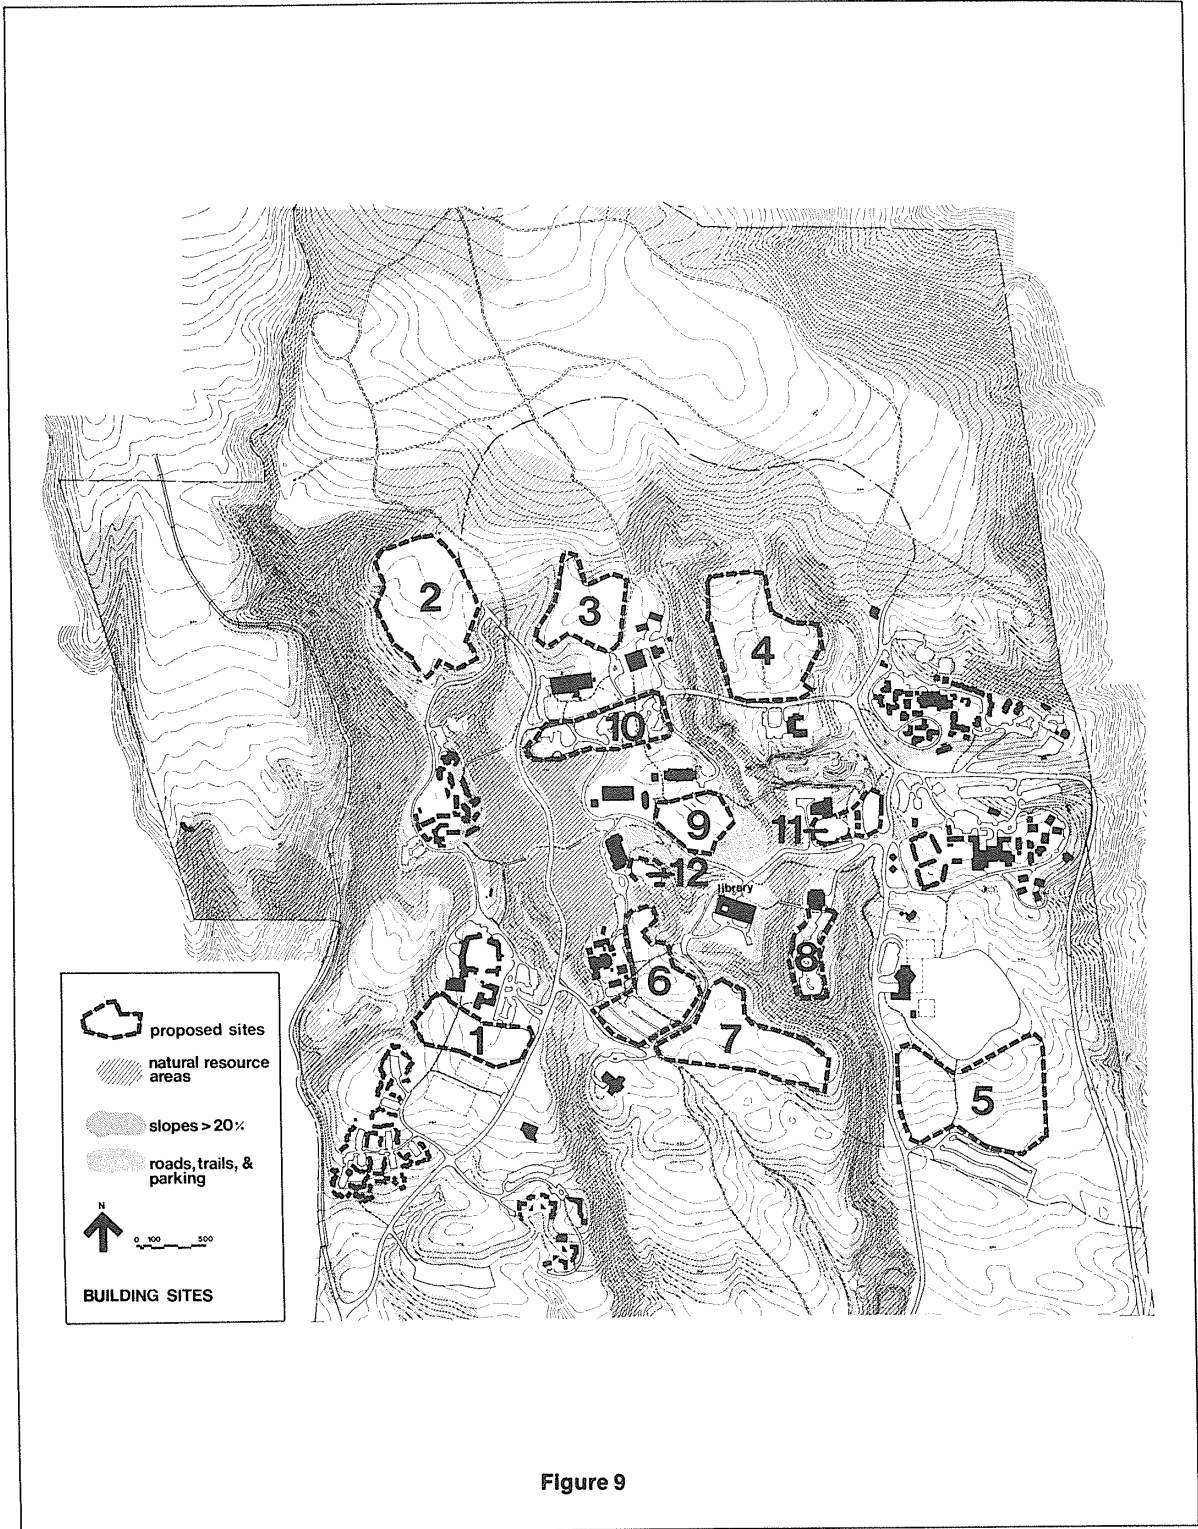 2
3
4
10
9
11
12
library
8
6
7
1
5
proposed sites
natural resource
areas
slopes > 20%
roads, trails, &
parking
N
0 100 500
BUILDING SITES
Figure 9